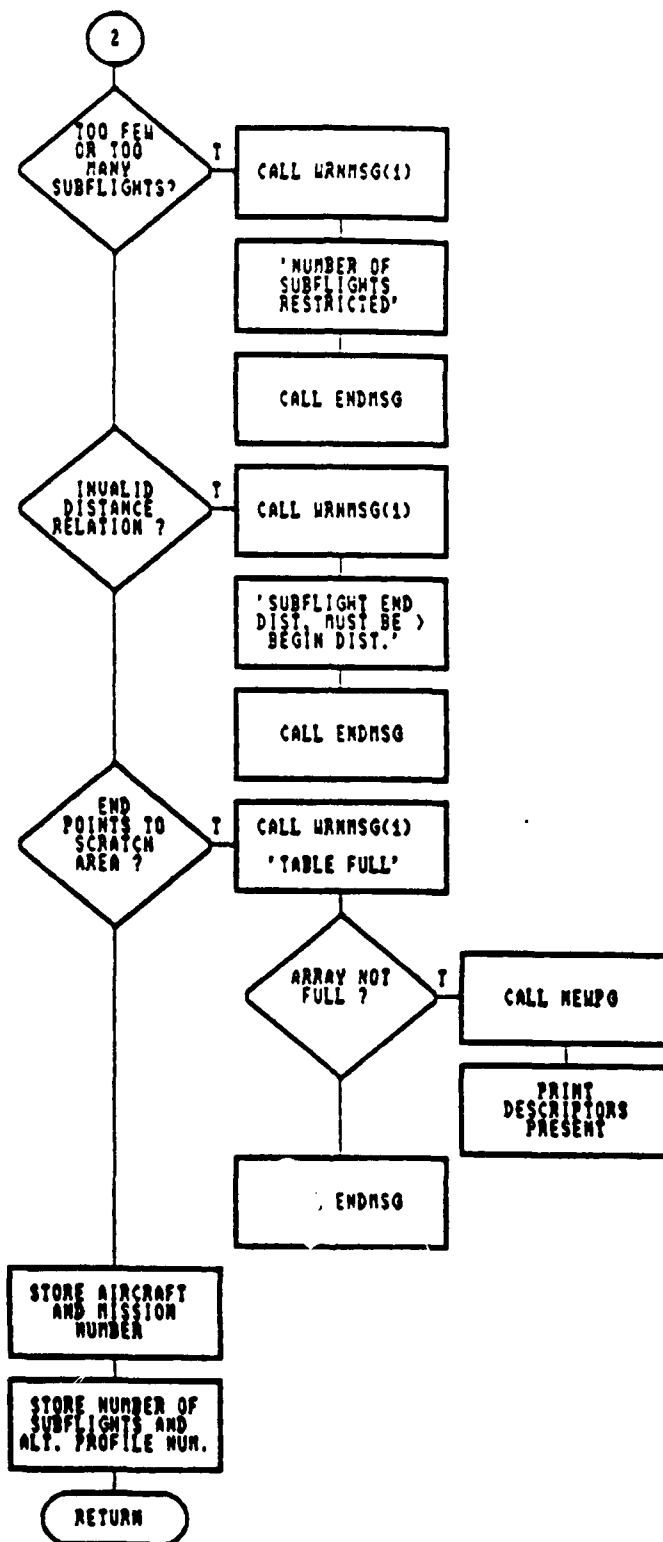 2
TOO FEW
OR TOO
MANY
SUBFLIGHTS?
T
CALL WRNMSG(1)
'NUMBER OF
SUBFLIGHTS
RESTRICTED'
CALL ENDMSG
INVALID
DISTANCE
RELATION ?
T
CALL WRNMSG(1)
'SUBFLIGHT END
DIST. MUST BE >
BEGIN DIST.'
CALL ENDMSG
END
POINTS TO
SCRATCH
AREA ?
T
CALL WRNMSG(1)
'TABLE FULL'
ARRAY NOT
FULL ?
T
CALL NEWPG
PRINT
DESCRIPTORS
PRESENT
ENDMSG
STORE AIRCRAFT
AND MISSION
NUMBER
STORE NUMBER OF
SUBFLIGHTS AND
ALT. PROFILE NUM.
RETURN